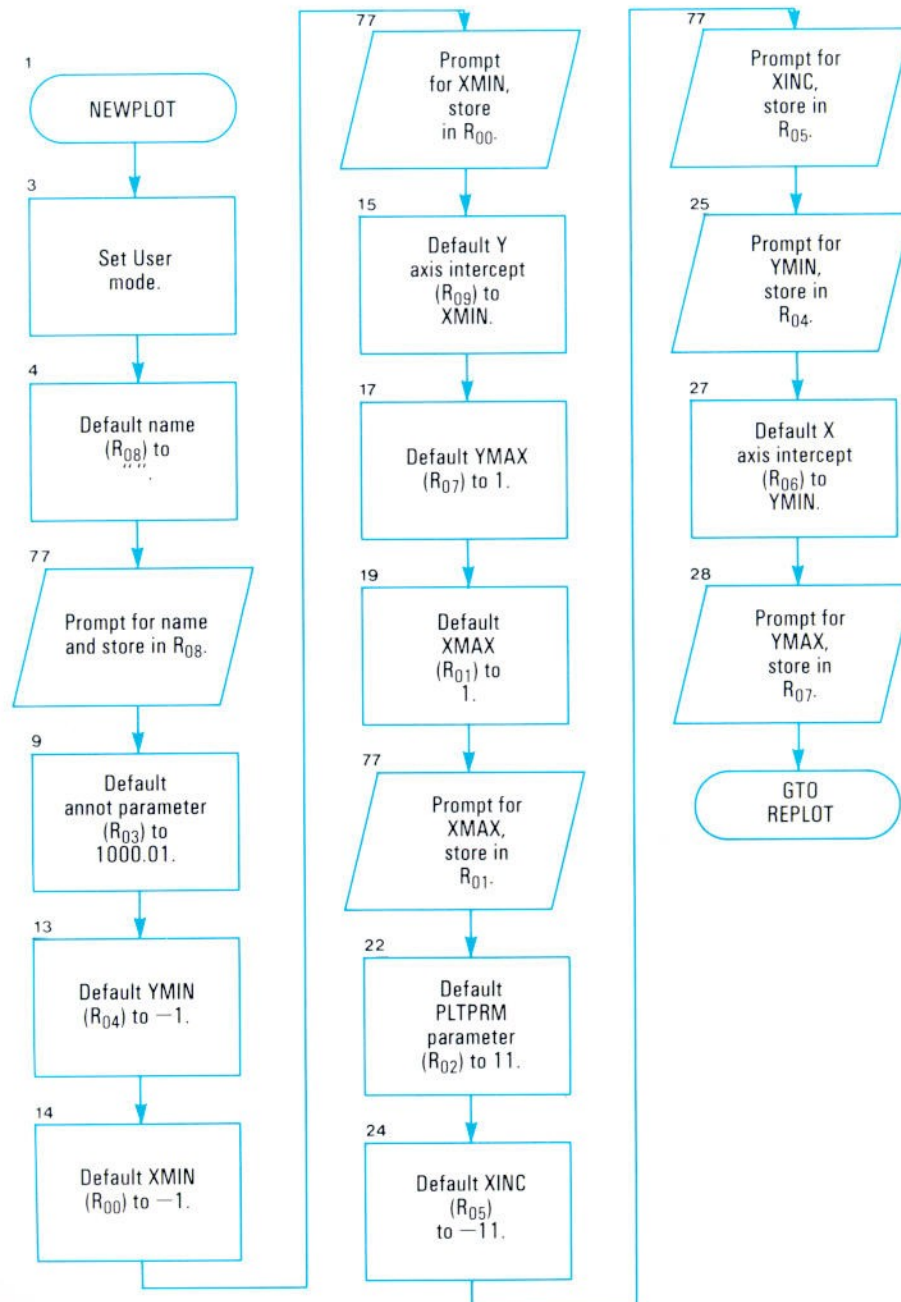 1
NEWPLOT
3
Set User
mode.
4
Default name
(R08) to
“ ”.
77
Prompt for name
and store in R08.
9
Default
annot parameter
(R03) to
1000.01.
13
Default YMIN
(R04) to −1.
14
Default XMIN
(R00) to −1.
77
Prompt
for XMIN,
store
in R00.
15
Default Y
axis intercept
(R09) to
XMIN.
17
Default YMAX
(R07) to 1.
19
Default
XMAX
(R01) to
1.
77
Prompt for
XMAX,
store in
R01.
22
Default
PLTPRM
parameter
(R02) to 11.
24
Default XINC
(R05)
to −11.
77
Prompt for
XINC,
store in
R05.
25
Prompt for
YMIN,
store in
R04.
27
Default X
axis intercept
(R06) to
YMIN.
28
Prompt for
YMAX,
store in
R07.
GTO
REPLOT